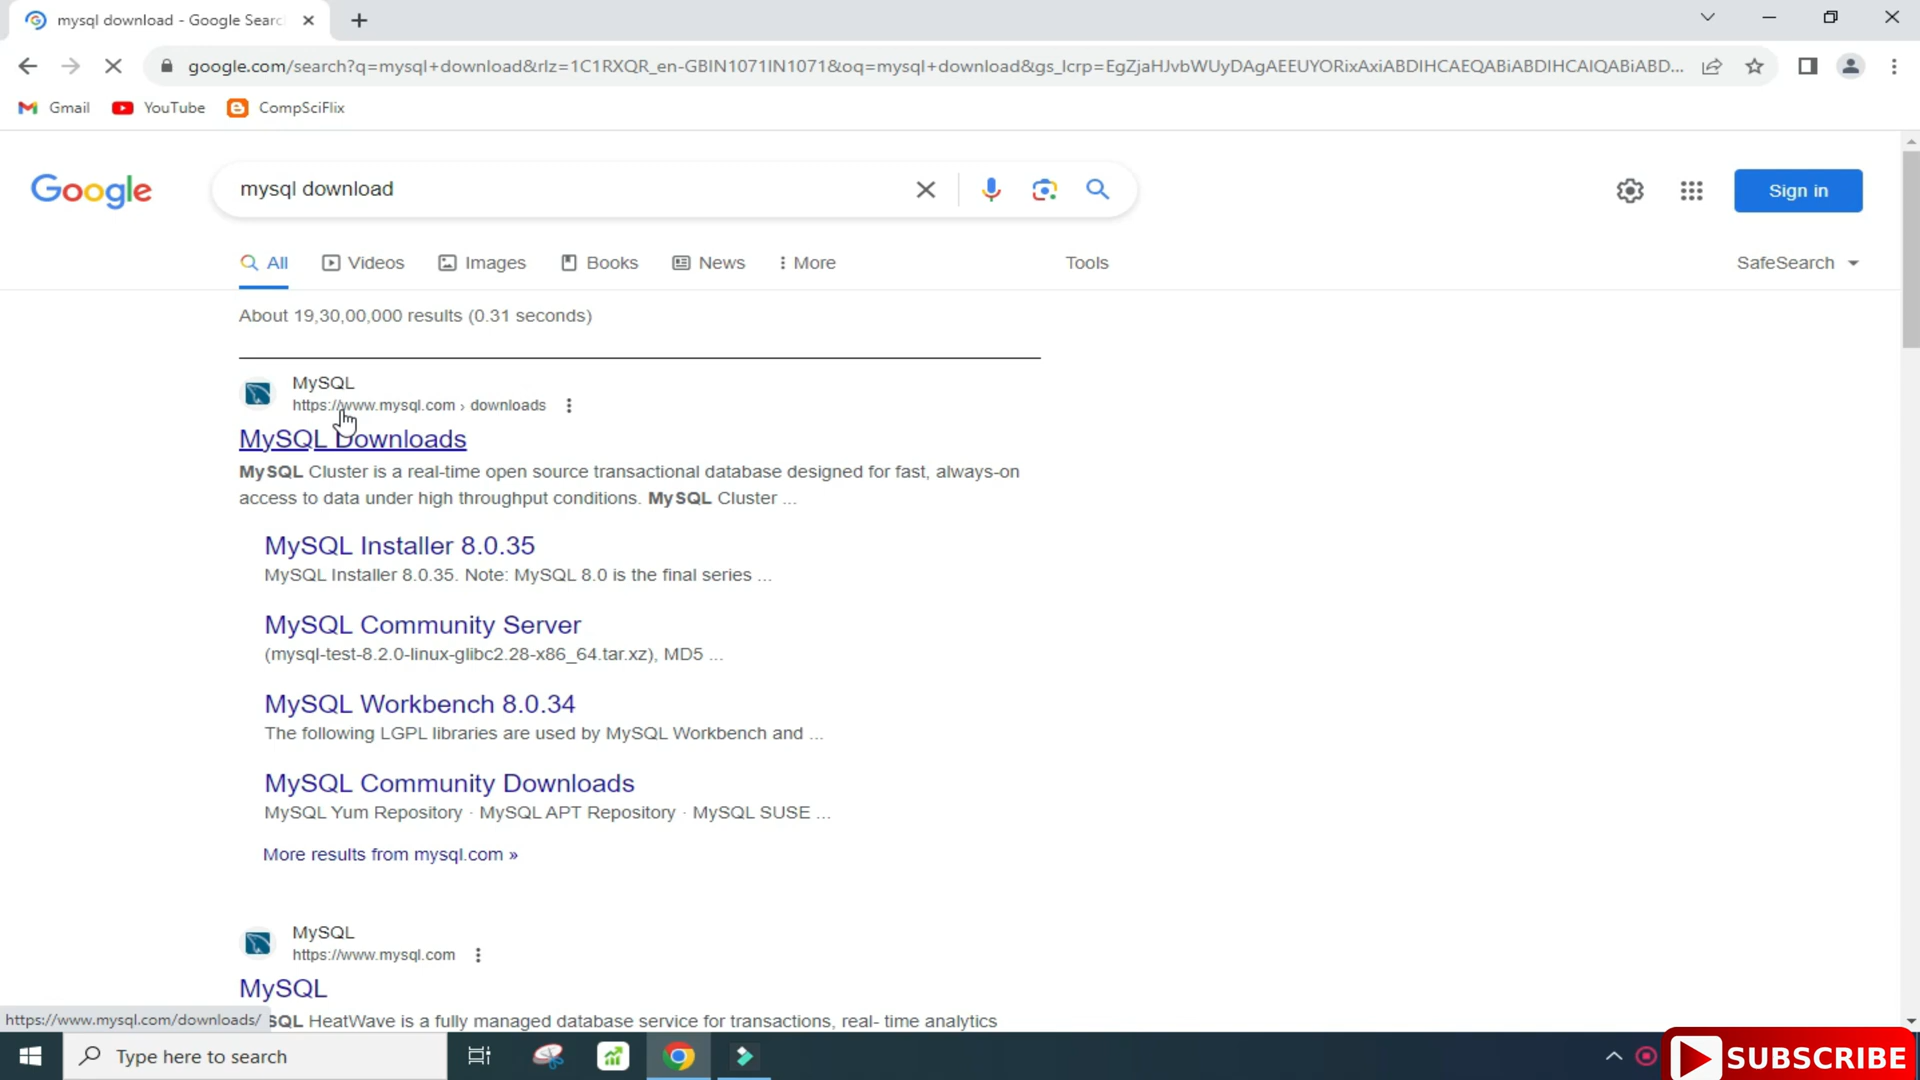 mysql download - Google Searc
google.com/search?q=mysql+download&rlz=1C1RXQR_en-GBIN1071IN1071&oq=mysql+download&gs_lcrp=EgZjaHJvbWUyDAgAEEUYORixAxiABDIHCAEQABiABDIHCAIQABiABD...
Gmail YouTube CompSciFlix
Google mysql download Sign in
All Videos Images Books News More Tools SafeSearch
About 19,30,00,000 results (0.31 seconds)
MySQL
https://www.mysql.com › downloads
MySQL Downloads
MySQL Cluster is a real-time open source transactional database designed for fast, always-on
access to data under high throughput conditions. MySQL Cluster ...
MySQL Installer 8.0.35
MySQL Installer 8.0.35. Note: MySQL 8.0 is the final series ...
MySQL Community Server
(mysql-test-8.2.0-linux-glibc2.28-x86_64.tar.xz), MD5 ...
MySQL Workbench 8.0.34
The following LGPL libraries are used by MySQL Workbench and ...
MySQL Community Downloads
MySQL Yum Repository · MySQL APT Repository · MySQL SUSE ...
More results from mysql.com »
MySQL
https://www.mysql.com
MySQL
SQL HeatWave is a fully managed database service for transactions, real- time analytics
https://www.mysql.com/downloads/
Type here to search
SUBSCRIBE